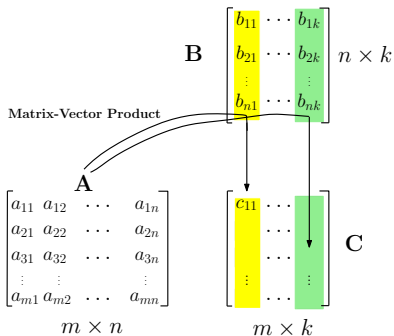 b11 ··· b1k
B b21 ··· b2k n × k
⋮ ⋮
bn1 ··· bnk
Matrix-Vector Product
A
a11 a12 ··· a1n
a21 a22 ··· a2n
a31 a32 ··· a3n
⋮ ⋮ ⋮
am1 am2 ··· amn
m × n
c11 ···
···
··· C
⋮ ⋮
···
m × k